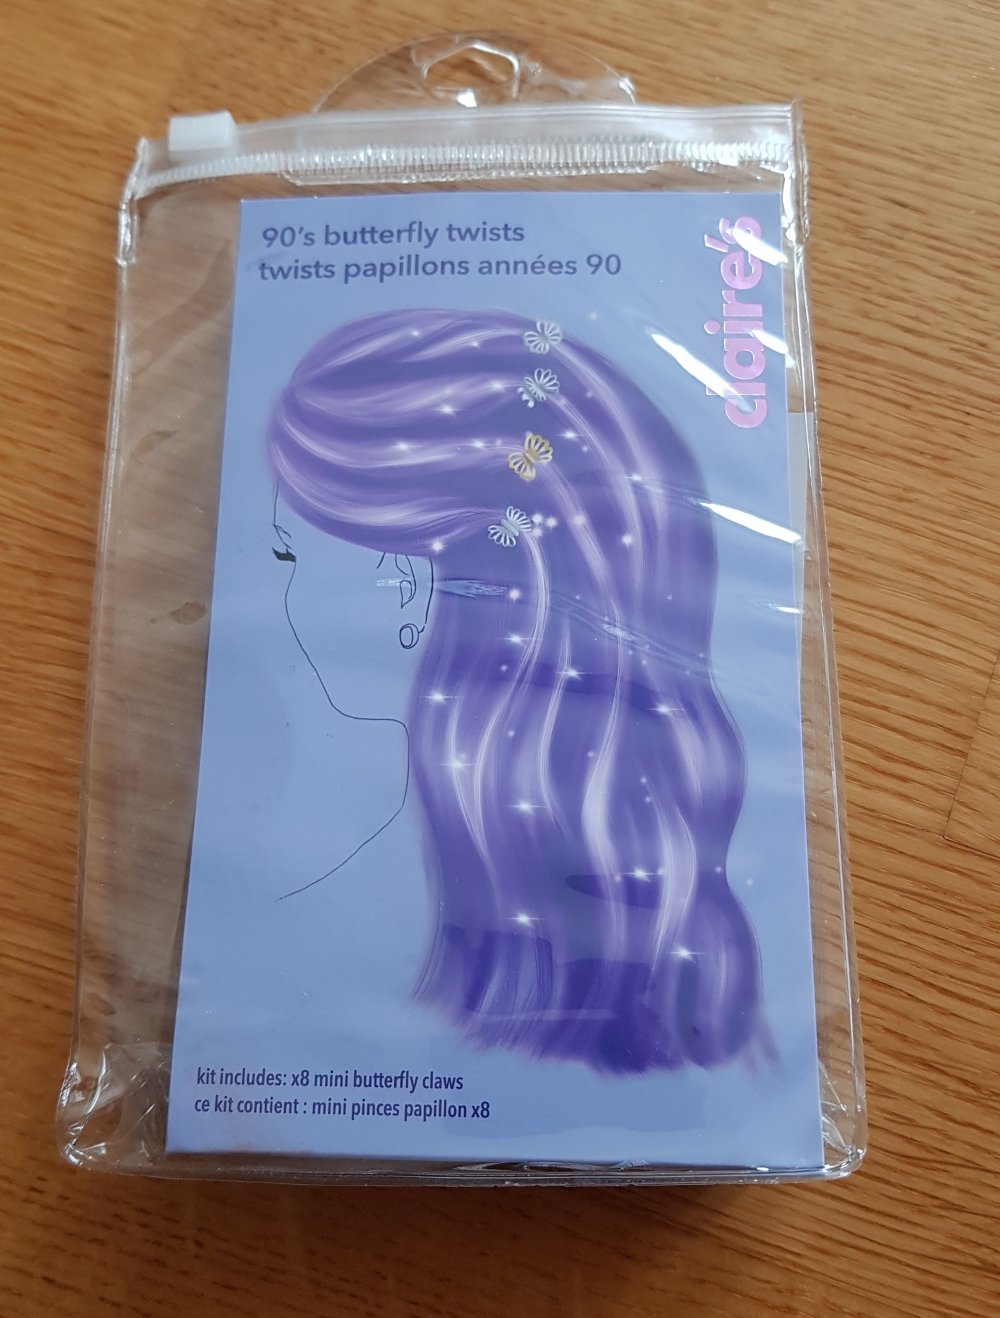 90's butterfly twists
twists papillons années 90
claire's
kit includes: x8 mini butterfly claws
ce kit contient : mini pinces papillon x8